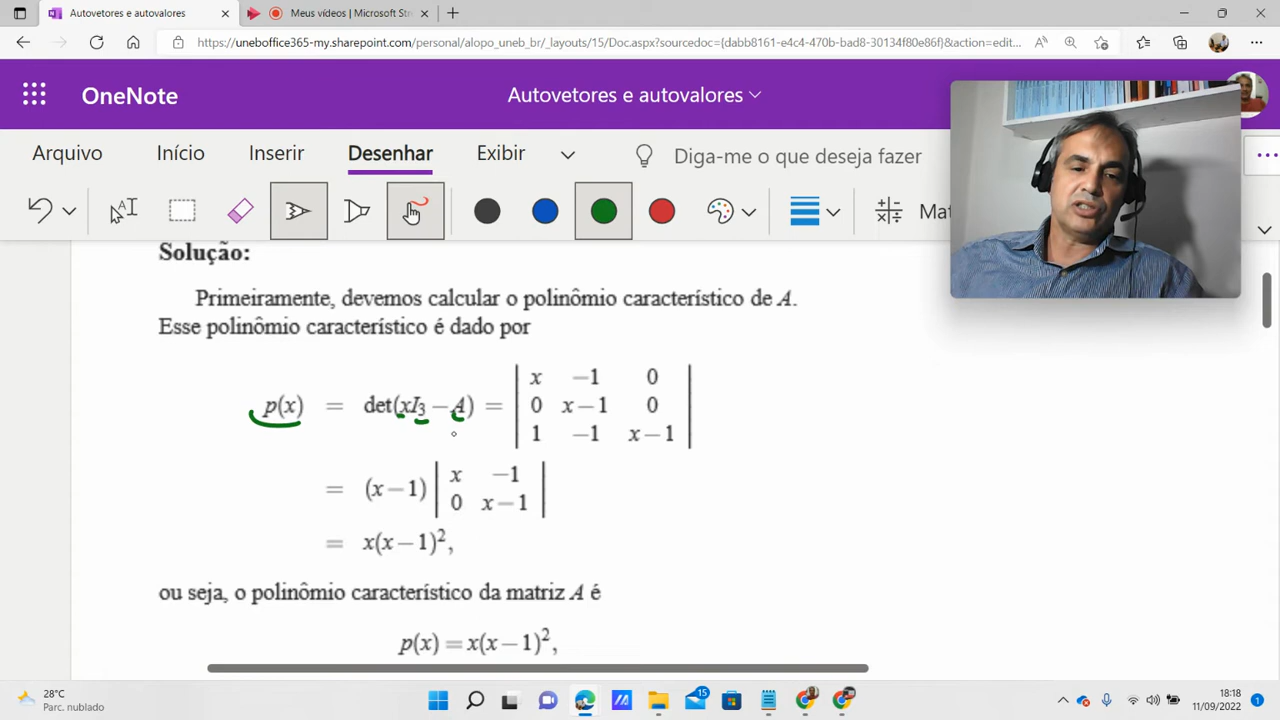 Autovetores e autovalores
Meus vídeos | Microsoft Str
https://uneboffice365-my.sharepoint.com/personal/alopo_uneb_br/_layouts/15/Doc.aspx?sourcedoc={dabb8161-e4c4-470b-bad8-30134f80e86f}&action=edit...
OneNote
Autovetores e autovalores
Arquivo Início Inserir Desenhar Exibir Diga-me o que deseja fazer
Mat
Solução:
Primeiramente, devemos calcular o polinômio característico de A.
Esse polinômio característico é dado por
x −1 0
p(x) = det(xI₃ − A) = 0 x−1 0
1 −1 x−1
x −1
= (x−1)
0 x−1
= x(x−1)²,
ou seja, o polinômio característico da matriz A é
p(x) = x(x−1)²,
28°C
Parc. nublado
15
18:18
11/09/2022
1